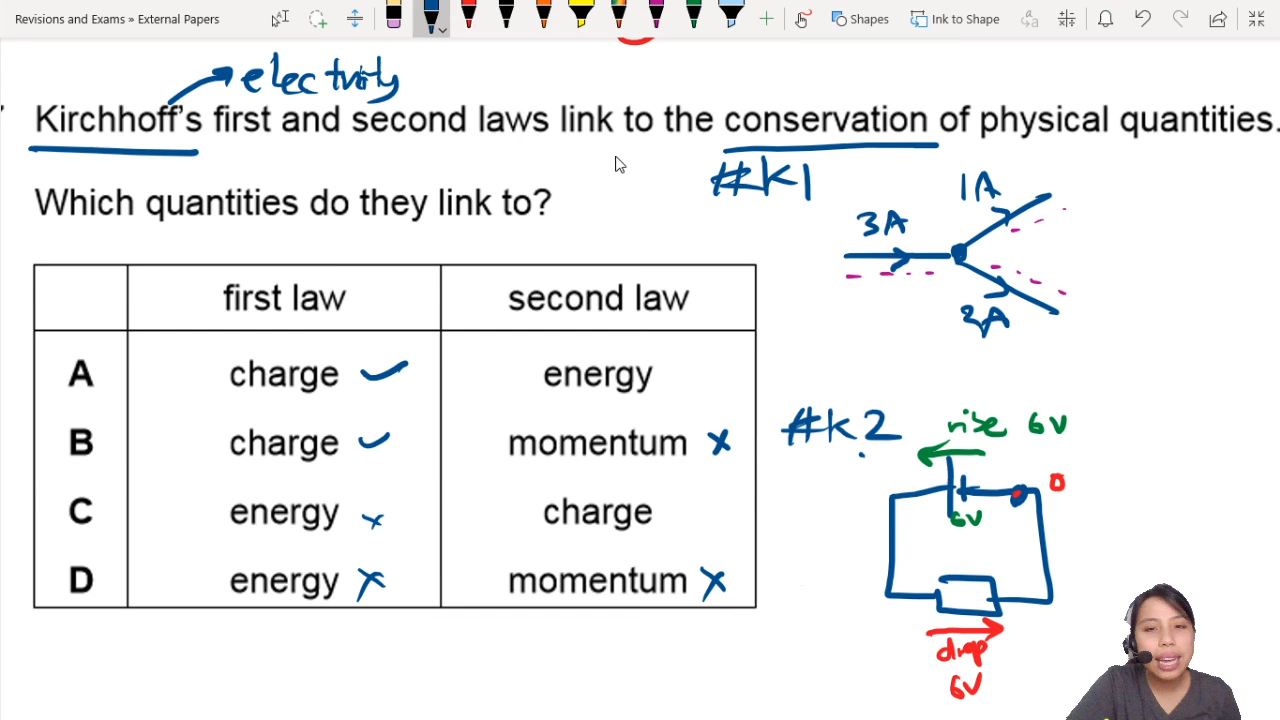 Revisions and Exams » External Papers
Shapes
Ink to Shape
electricity
Kirchhoff's first and second laws link to the conservation of physical quantities.
#K1
Which quantities do they link to?
1A
3A
2A
first law second law
A charge ✓ energy
B charge ✓ momentum x
C energy x charge
D energy x momentum x
#K2
rise 6V
0
6V
drop
6V